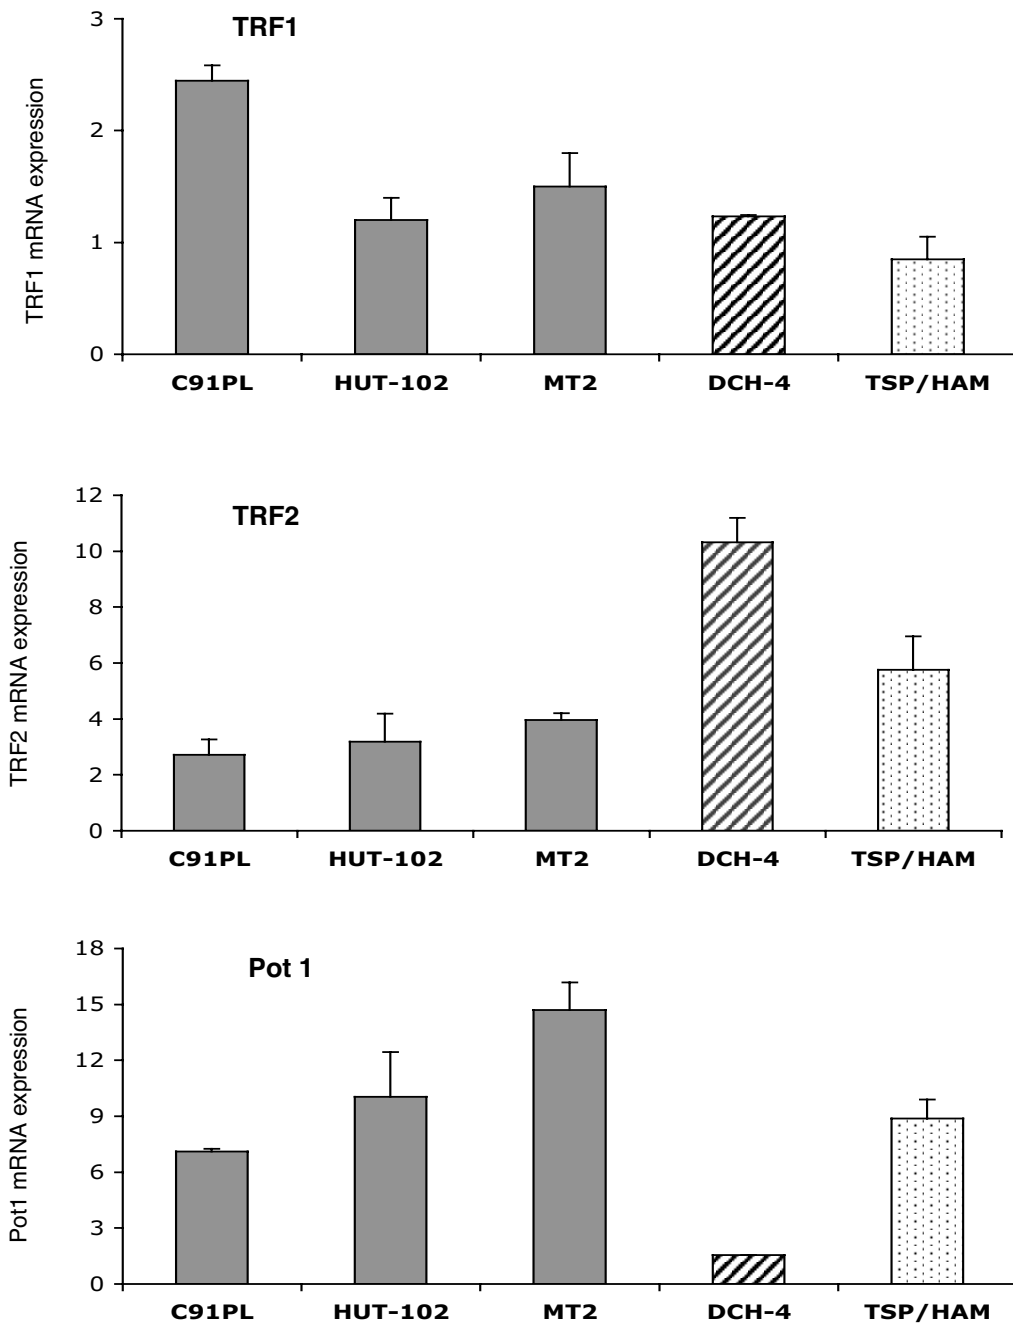 TRF1
TRF1 mRNA expression
3
2
1
0
C91PL HUT-102 MT2 DCH-4 TSP/HAM
TRF2
TRF2 mRNA expression
12
10
8
6
4
2
0
C91PL HUT-102 MT2 DCH-4 TSP/HAM
Pot 1
Pot1 mRNA expression
18
15
12
9
6
3
0
C91PL HUT-102 MT2 DCH-4 TSP/HAM